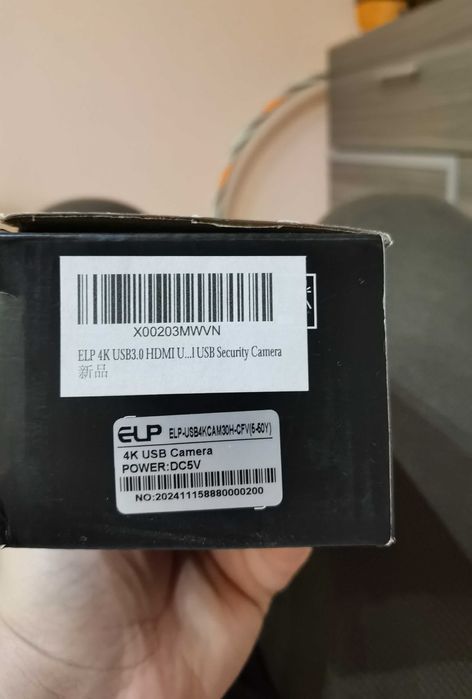 X00203MWVN
ELP 4K USB3.0 HDMI U...l USB Security Camera
新品
ELP ELP-USB4KCAM30H-CFV(5-50Y)
4K USB Camera
POWER:DC5V
NO:202411158880000200